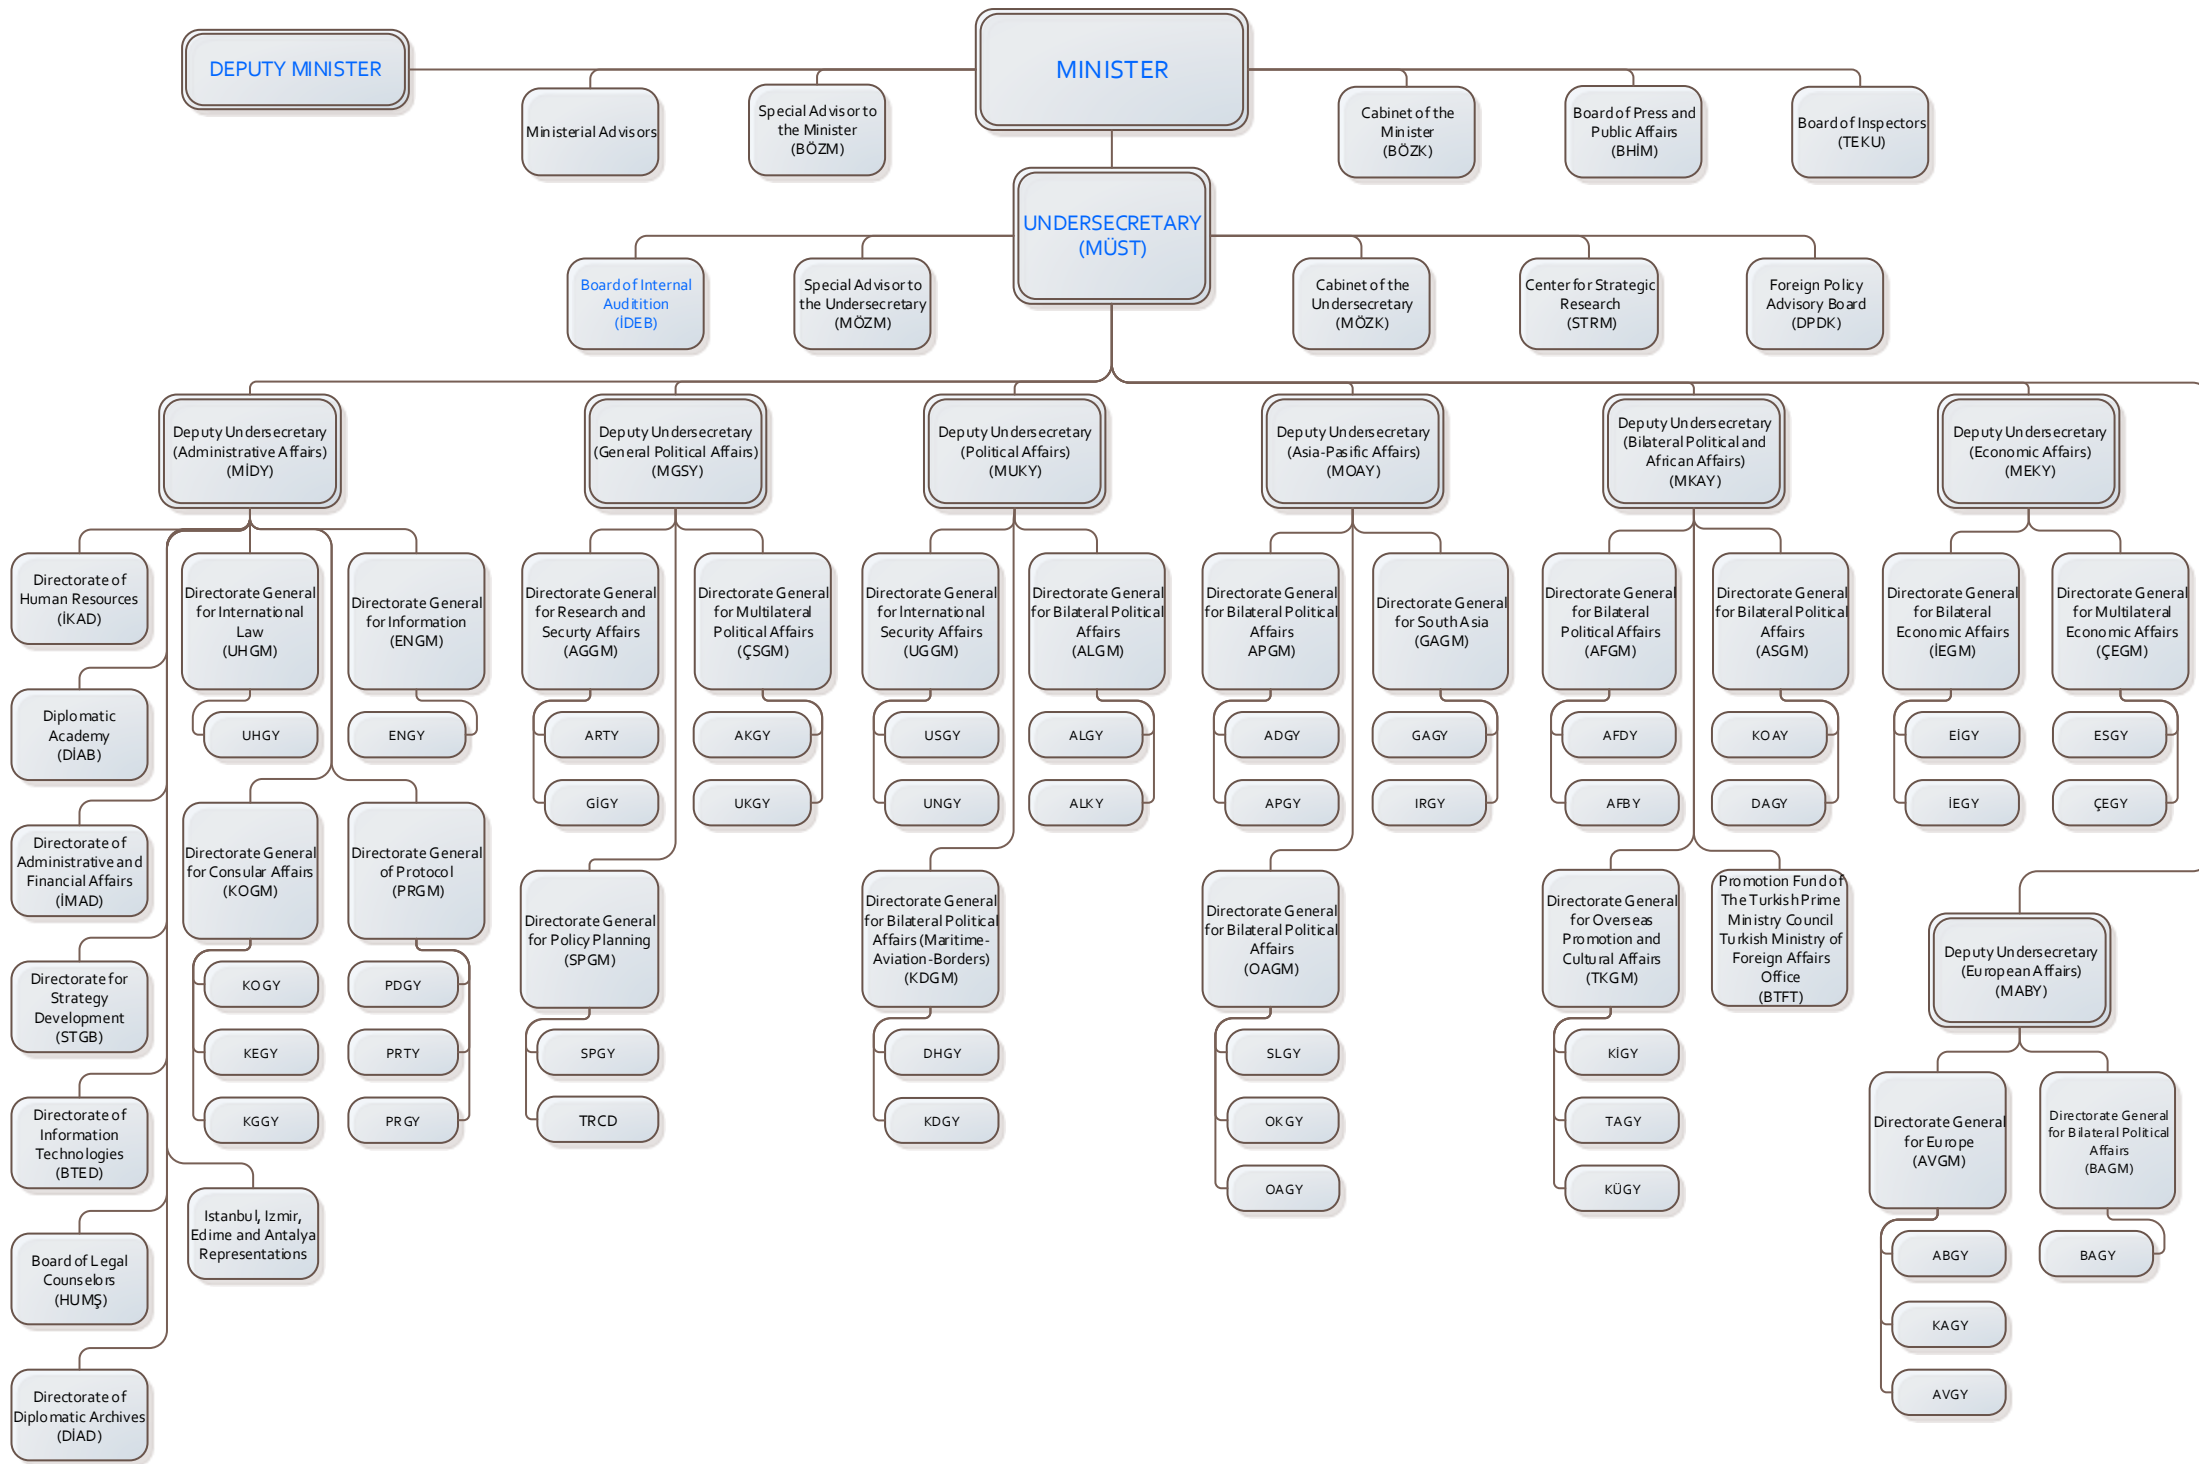 DEPUTY MINISTER
MINISTER
Ministerial Advisors
Special Advisor to
the Minister
(BÖZM)
Cabinet of the
Minister
(BÖZK)
Board of Press and
Public Affairs
(BHİM)
Board of Inspectors
(TEKU)
UNDERSECRETARY
(MÜST)
Board of Internal
Auditition
(İDEB)
Special Advisor to
the Undersecretary
(MÖZM)
Cabinet of the
Undersecretary
(MÖZK)
Center for Strategic
Research
(STRM)
Foreign Policy
Advisory Board
(DPDK)
Deputy Undersecretary
(Administrative Affairs)
(MİDY)
Deputy Undersecretary
(General Political Affairs)
(MGSY)
Deputy Undersecretary
(Political Affairs)
(MUKY)
Deputy Undersecretary
(Asia-Pasific Affairs)
(MOAY)
Deputy Undersecretary
(Bilateral Political and
African Affairs)
(MKAY)
Deputy Undersecretary
(Economic Affairs)
(MEKY)
Directorate of
Human Resources
(İKAD)
Directorate General
for International
Law
(UHGM)
Directorate General
for Information
(ENGM)
Directorate General
for Research and
Securty Affairs
(AGGM)
Directorate General
for Multilateral
Political Affairs
(ÇSGM)
Directorate General
for International
Security Affairs
(UGGM)
Directorate General
for Bilateral Political
Affairs
(ALGM)
Directorate General
for Bilateral Political
Affairs
APGM)
Directorate General
for South Asia
(GAGM)
Directorate General
for Bilateral
Political Affairs
(AFGM)
Directorate General
for Bilateral Political
Affairs
(ASGM)
Directorate General
for Bilateral
Economic Affairs
(İEGM)
Directorate General
for Multilateral
Economic Affairs
(ÇEGM)
Diplomatic
Academy
(DİAB)
UHGY
ENGY
ARTY
AKGY
USGY
ALGY
ADGY
GAGY
AFDY
KOAY
EİGY
ESGY
GİGY
UKGY
UNGY
ALKY
APGY
IRGY
AFBY
DAGY
İEGY
ÇEGY
Directorate of
Administrative and
Financial Affairs
(İMAD)
Directorate General
for Consular Affairs
(KOGM)
Directorate General
of Protocol
(PRGM)
Directorate General
for Policy Planning
(SPGM)
Directorate General
for Bilateral Political
Affairs (Maritime-
Aviation-Borders)
(KDGM)
Directorate General
for Bilateral Political
Affairs
(OAGM)
Directorate General
for Overseas
Promotion and
Cultural Affairs
(TKGM)
Promotion Fund of
The Turkish Prime
Ministry Council
Turkish Ministry of
Foreign Affairs
Office
(BTFT)
Deputy Undersecretary
(European Affairs)
(MABY)
Directorate for
Strategy
Development
(STGB)
KOGY
PDGY
KEGY
PRTY
SPGY
DHGY
SLGY
KİGY
KGGY
PRGY
TRCD
KDGY
OKGY
TAGY
OAGY
KÜGY
Directorate of
Information
Technologies
(BTED)
Directorate General
for Europe
(AVGM)
Directorate General
for Bilateral Political
Affairs
(BAGM)
Istanbul, Izmir,
Edirne and Antalya
Representations
Board of Legal
Counselors
(HUMŞ)
ABGY
BAGY
KAGY
AVGY
Directorate of
Diplomatic Archives
(DİAD)